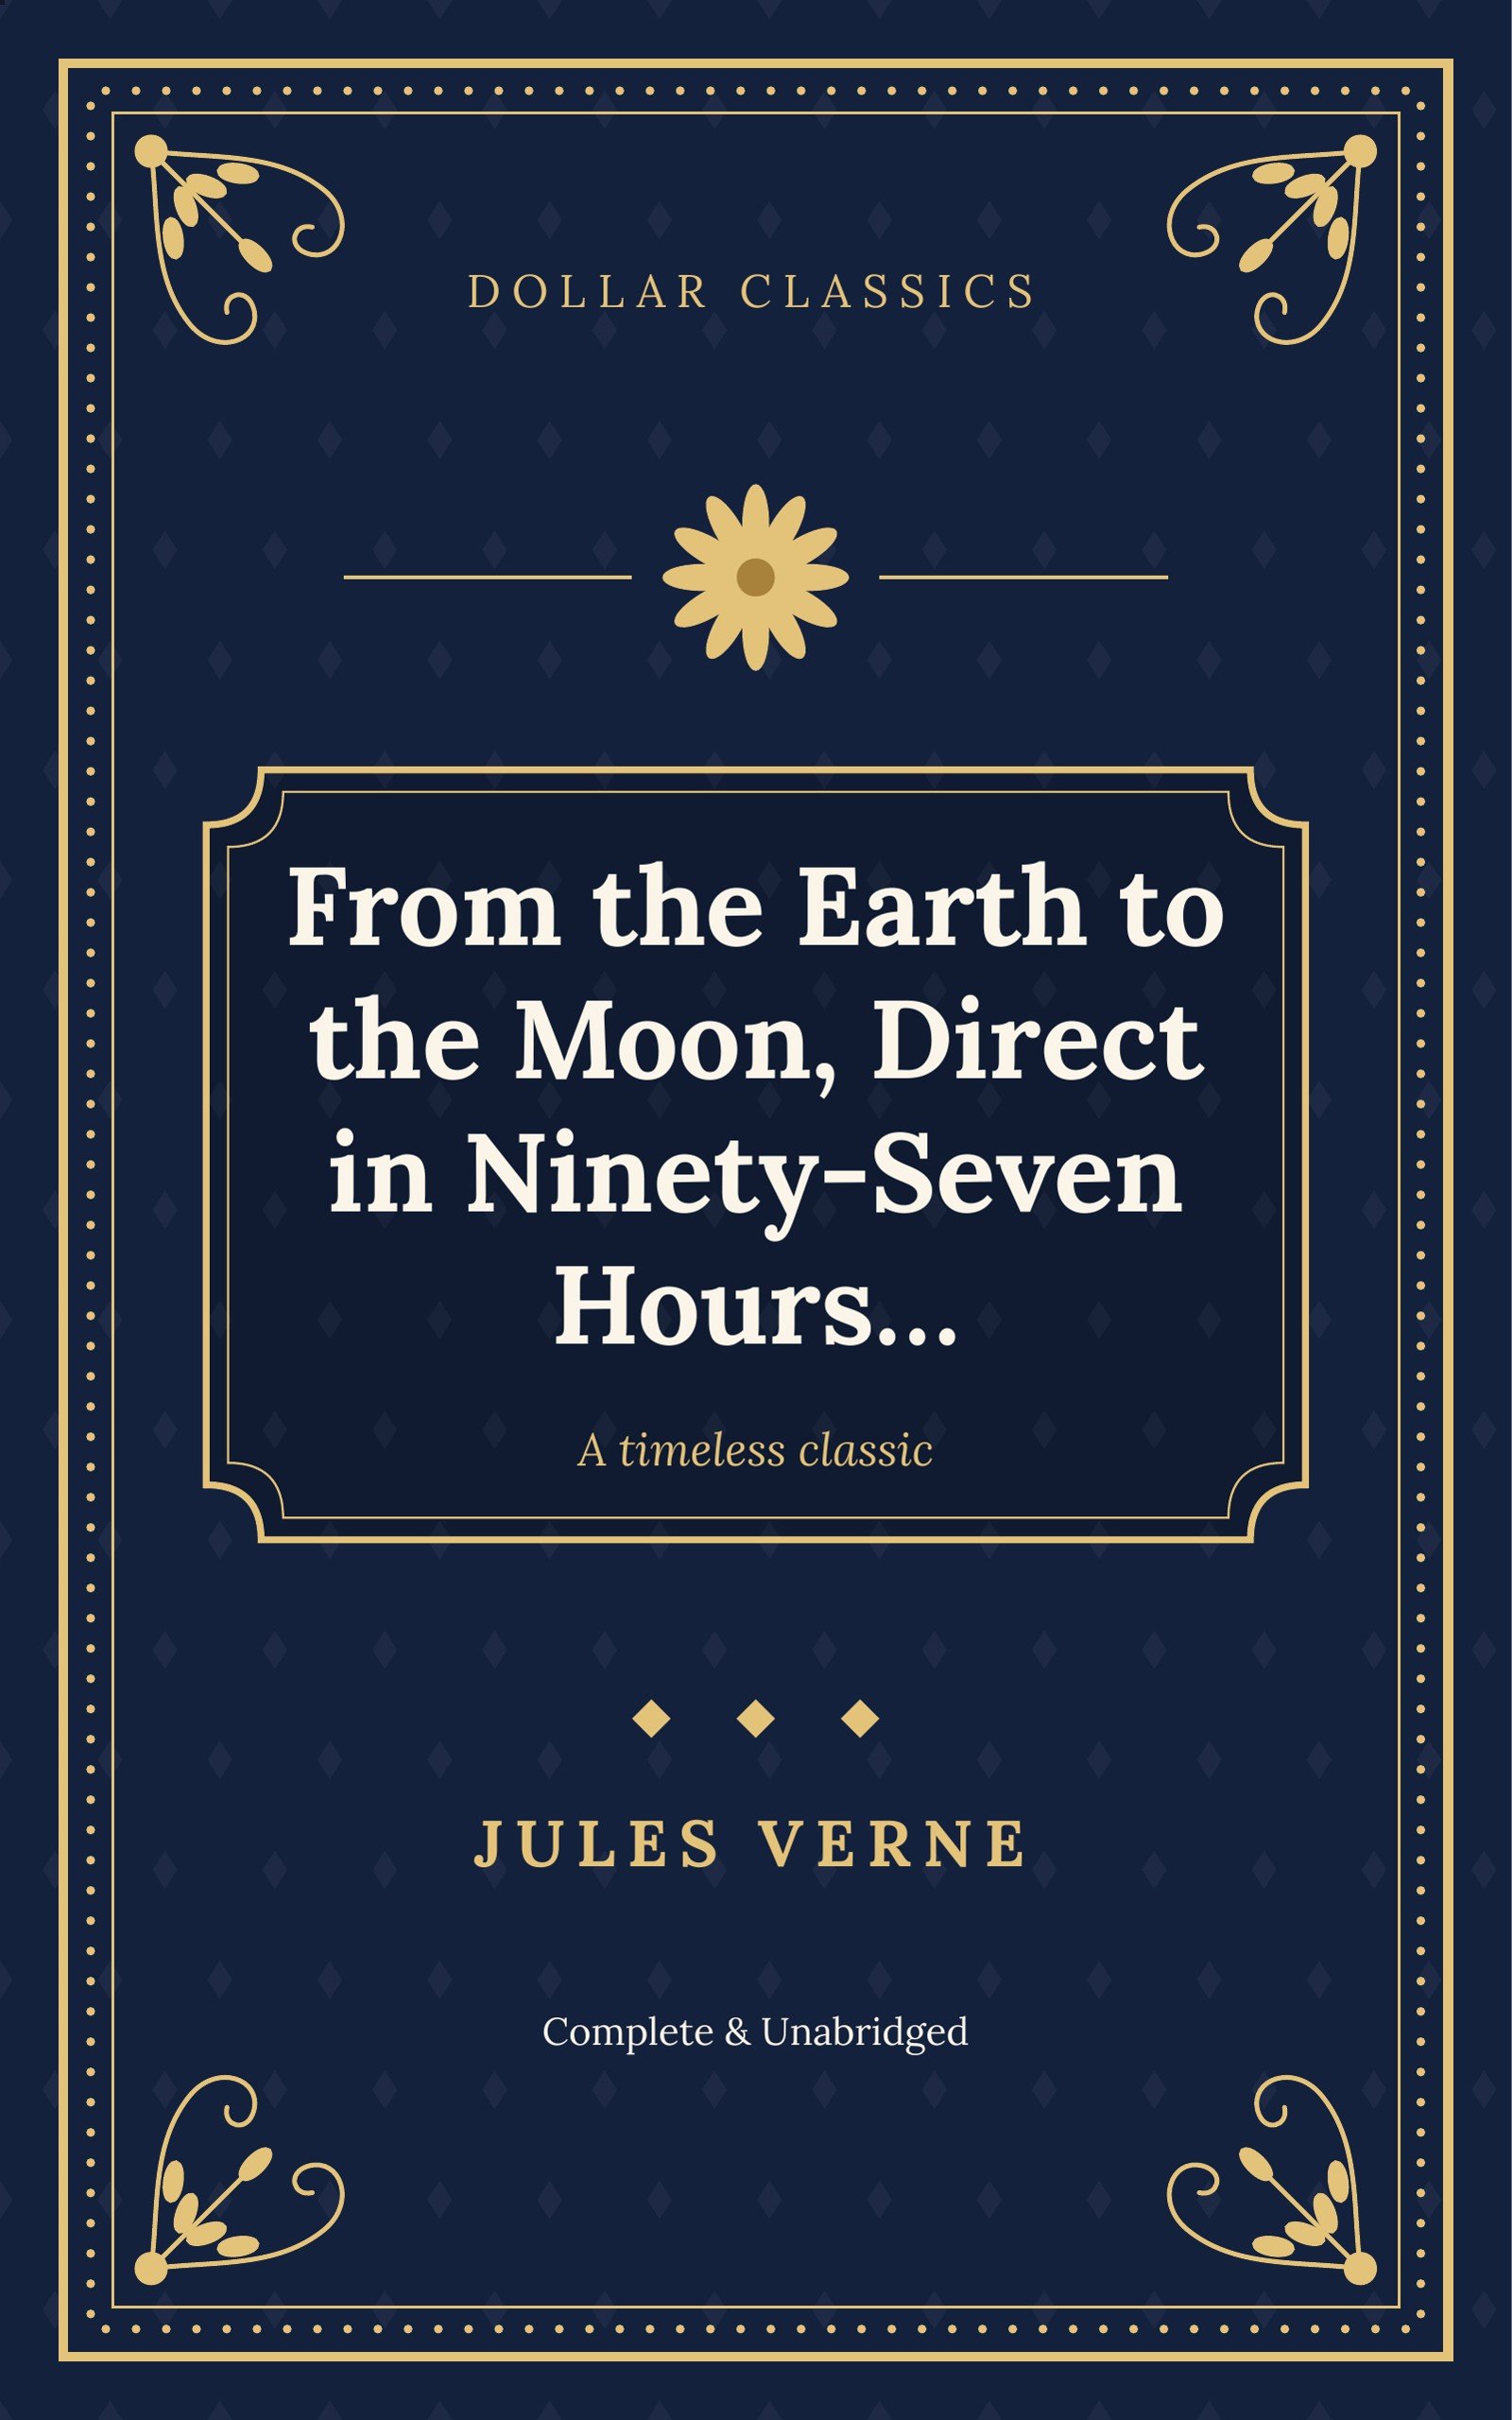 DOLLAR CLASSICS
From the Earth to
the Moon, Direct
in Ninety-Seven
Hours...
A timeless classic
JULES VERNE
Complete & Unabridged